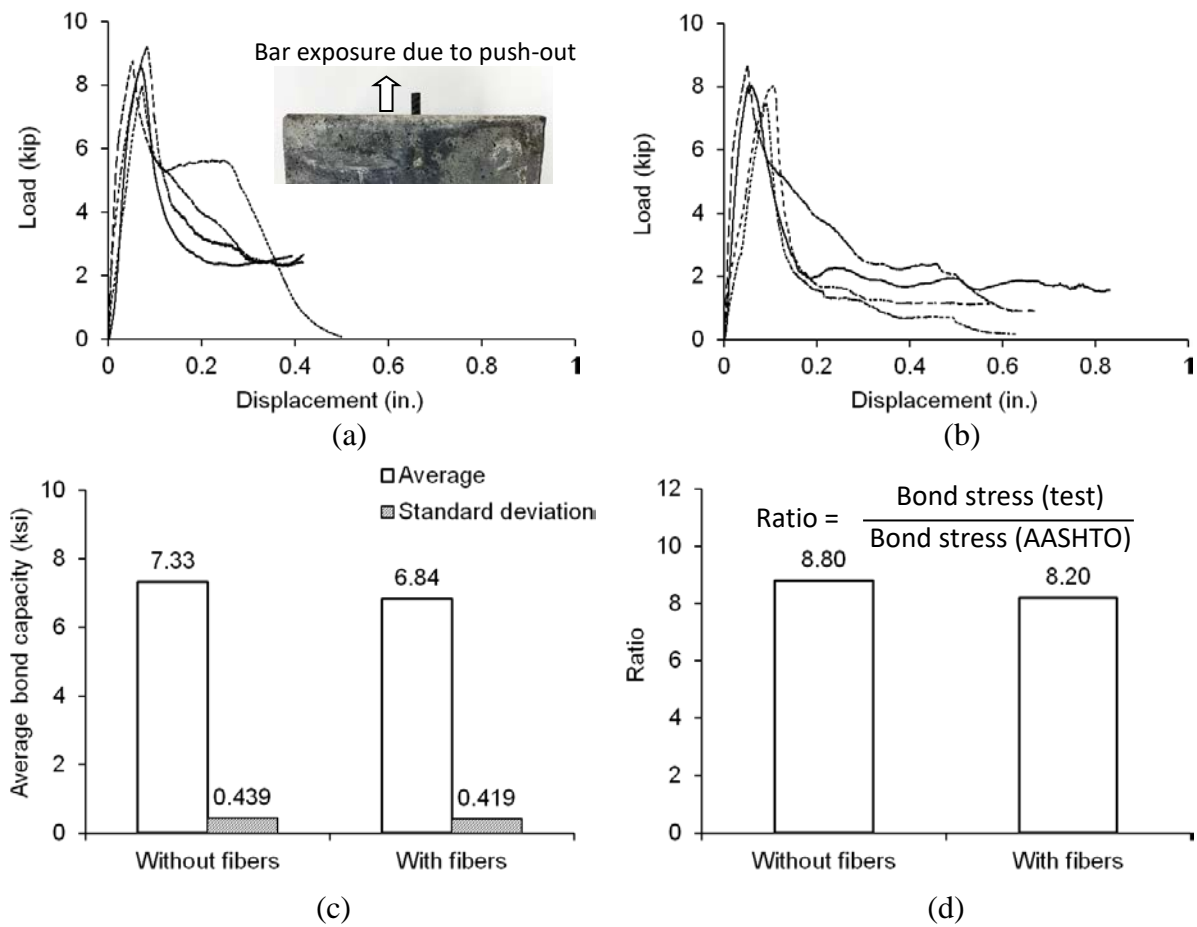 10
8
6
4
2
0
Load (kip)
Bar exposure due to push-out
0 0.2 0.4 0.6 0.8 1
Displacement (in.)
(a)
10
8
6
4
2
0
Load (kip)
0 0.2 0.4 0.6 0.8 1
Displacement (in.)
(b)
Average
Standard deviation
10
8
6
4
2
0
Average bond capacity (ksi)
7.33
0.439
6.84
0.419
Without fibers With fibers
(c)
12
10
8
6
4
2
0
Ratio
Ratio = Bond stress (test)
Bond stress (AASHTO)
8.80
8.20
Without fibers With fibers
(d)